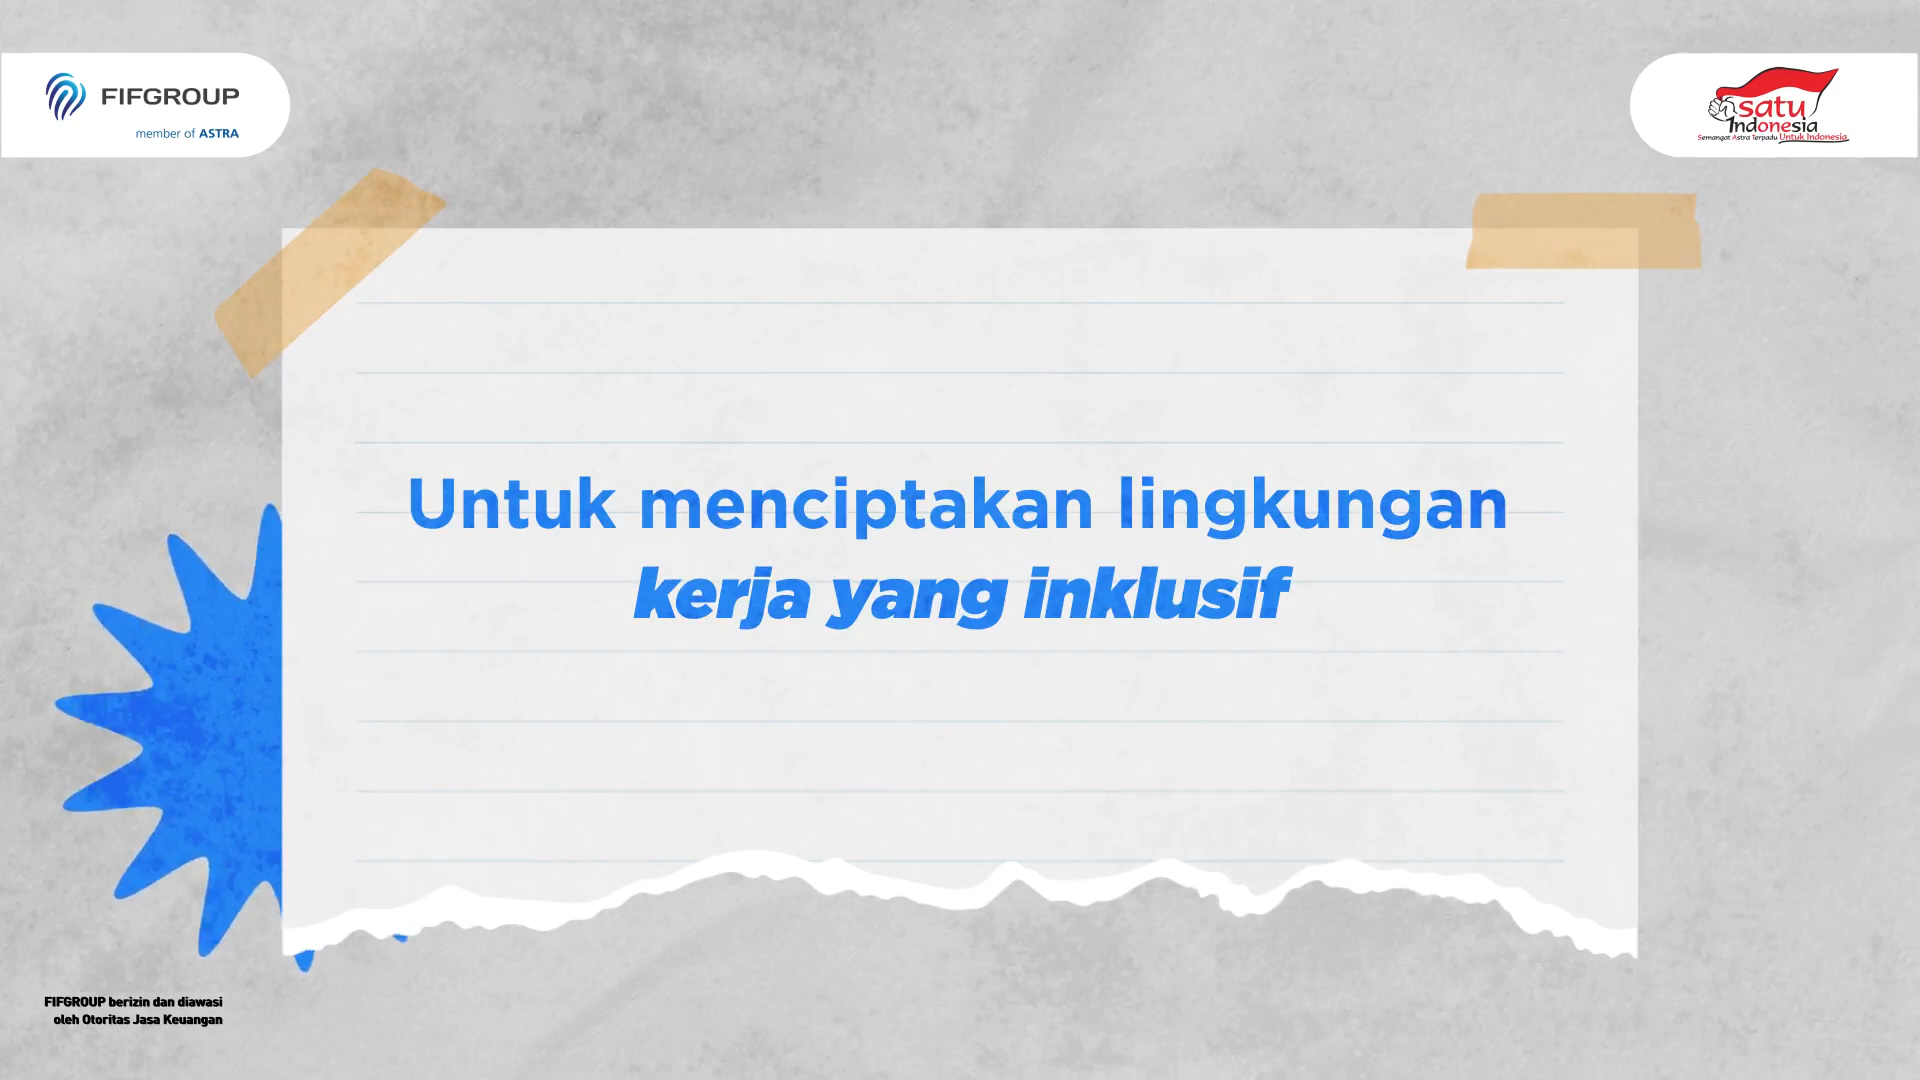 FIFGROUP
member of ASTRA
satu
Indonesia
Semangat Astra Terpadu Untuk Indonesia
Untuk menciptakan lingkungan
kerja yang inklusif
FIFGROUP berizin dan diawasi
oleh Otoritas Jasa Keuangan